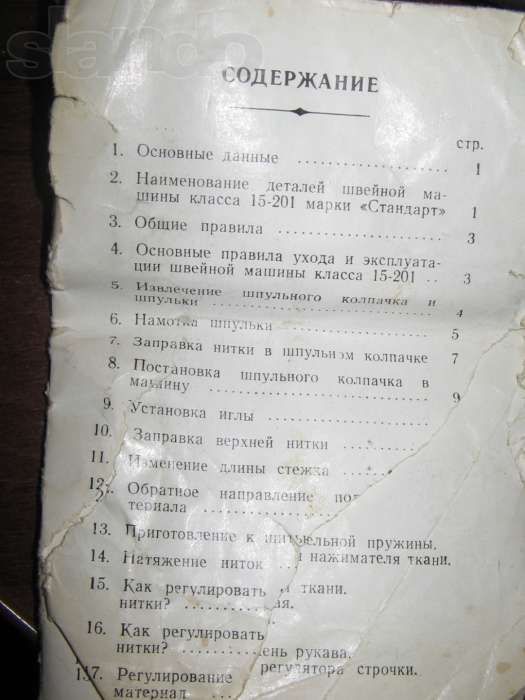 slando
СОДЕРЖАНИЕ
стр.
1. Основные данные .................. 1
2. Наименование деталей швейной ма-
шины класса 15-201 марки «Стандарт» 1
3. Общие правила ................... 3
4. Основные правила ухода и эксплуата-
ции швейной машины класса 15-201 .. 3
5. Извлечение шпульного колпачка и
шпульки ......................... 4
6. Намотка шпульки ................. 5
7. Заправка нитки в шпульном колпачке 7
8. Постановка шпульного колпачка в
машину .......................... 9
9. Установка иглы ..............
10. Заправка верхней нитки .........
11. Изменение длины стежка ........
12. Обратное направление
териала ...........
13. Приготовление к пружины.
14. Натяжение ниток нажимателя ткани.
15. Как регулировать ткани.
нитки? ...........
16. Как регулировать
нитки? рукава.
17. Регулирование регулятора строчки.
материал ...